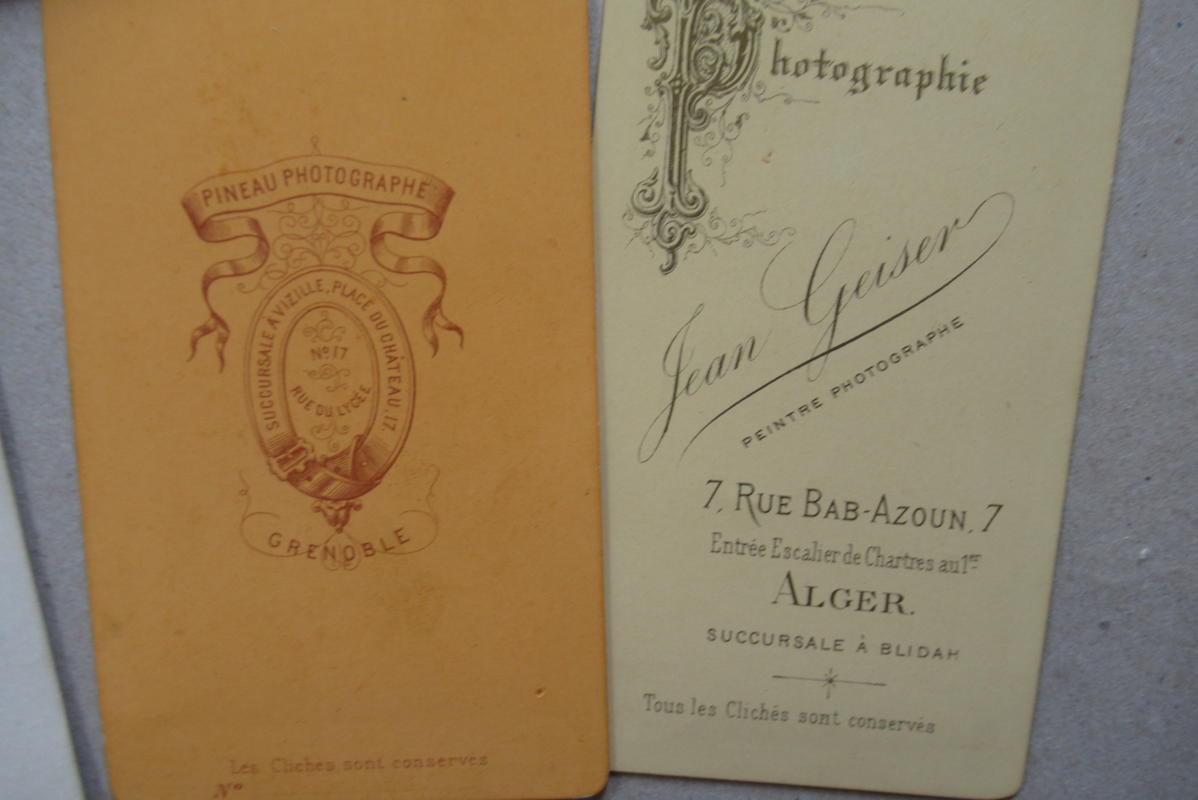 PINEAU PHOTOGRAPHE
SUCCURSALE A VIZILLE, PLACE DU CHÂTEAU, 17.
No 17
RUE DU LYCÉE
GRENOBLE
Les Cliches sont conservés
No
Photographie
Jean Geiser
PEINTRE PHOTOGRAPHE
7, RUE BAB-AZOUN, 7
Entrée Escalier de Chartres au 1er
ALGER.
SUCCURSALE À BLIDAH
Tous les Clichés sont conservés